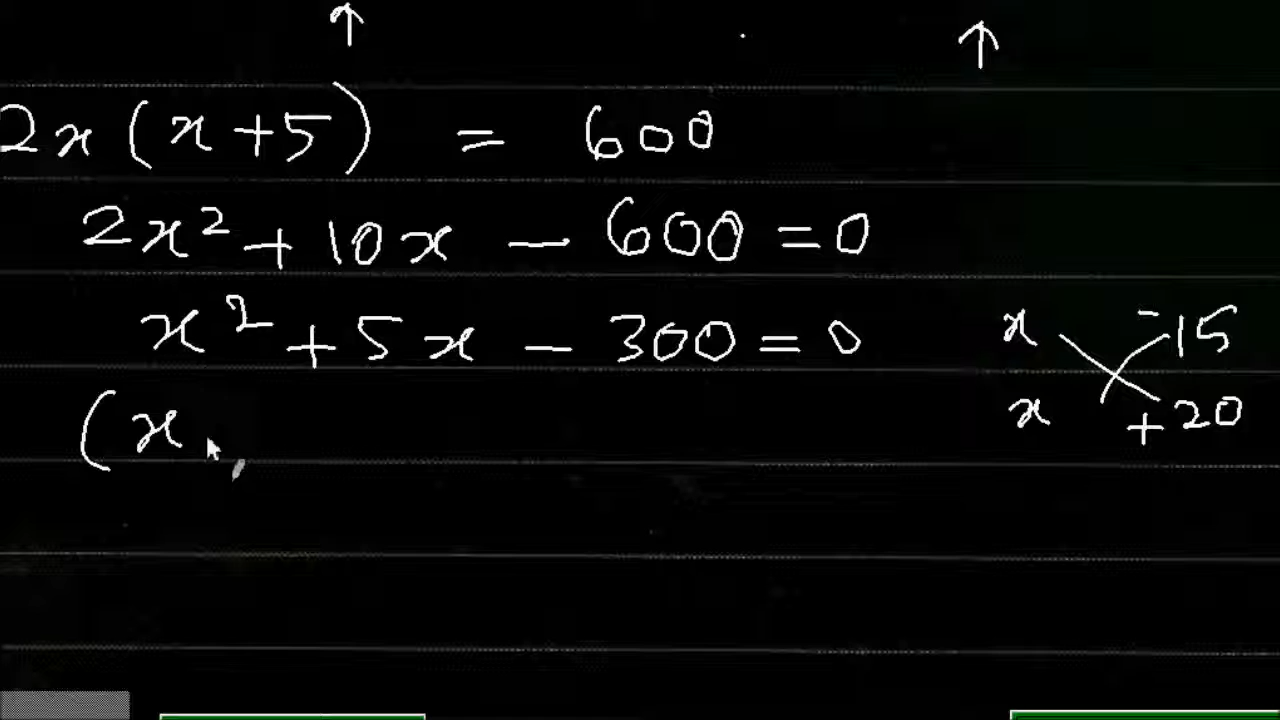 ↑ ↑
2x(x+5) = 600
2x² + 10x - 600 = 0
x² + 5x - 300 = 0
x -15
x +20
(x